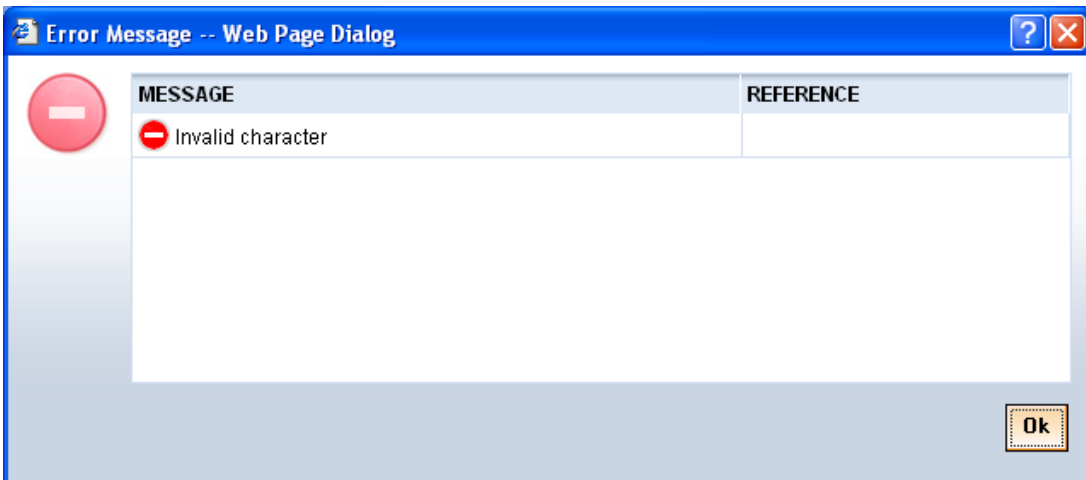 Error Message -- Web Page Dialog
MESSAGE REFERENCE
Invalid character
Ok